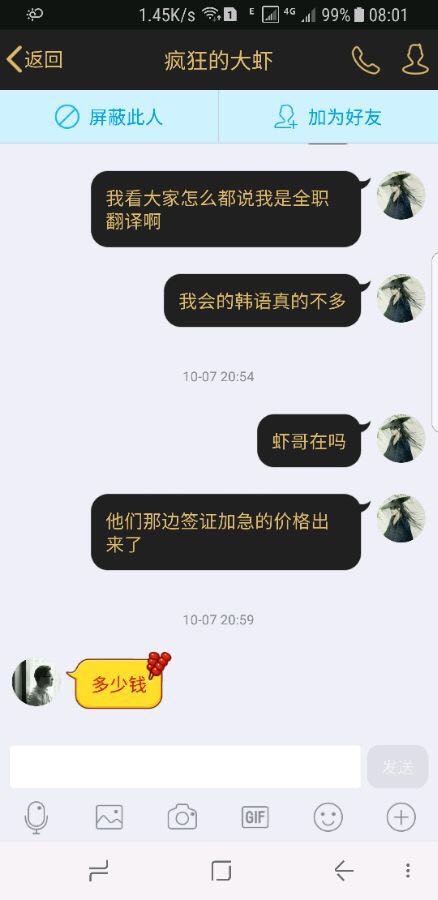 1.45K/s 1 E 4G 99% 08:01
返回 疯狂的大虾
屏蔽此人 加为好友
我看大家怎么都说我是全职
翻译啊
我会的韩语真的不多
10-07 20:54
虾哥在吗
他们那边签证加急的价格出
来了
10-07 20:59
多少钱
发送
GIF